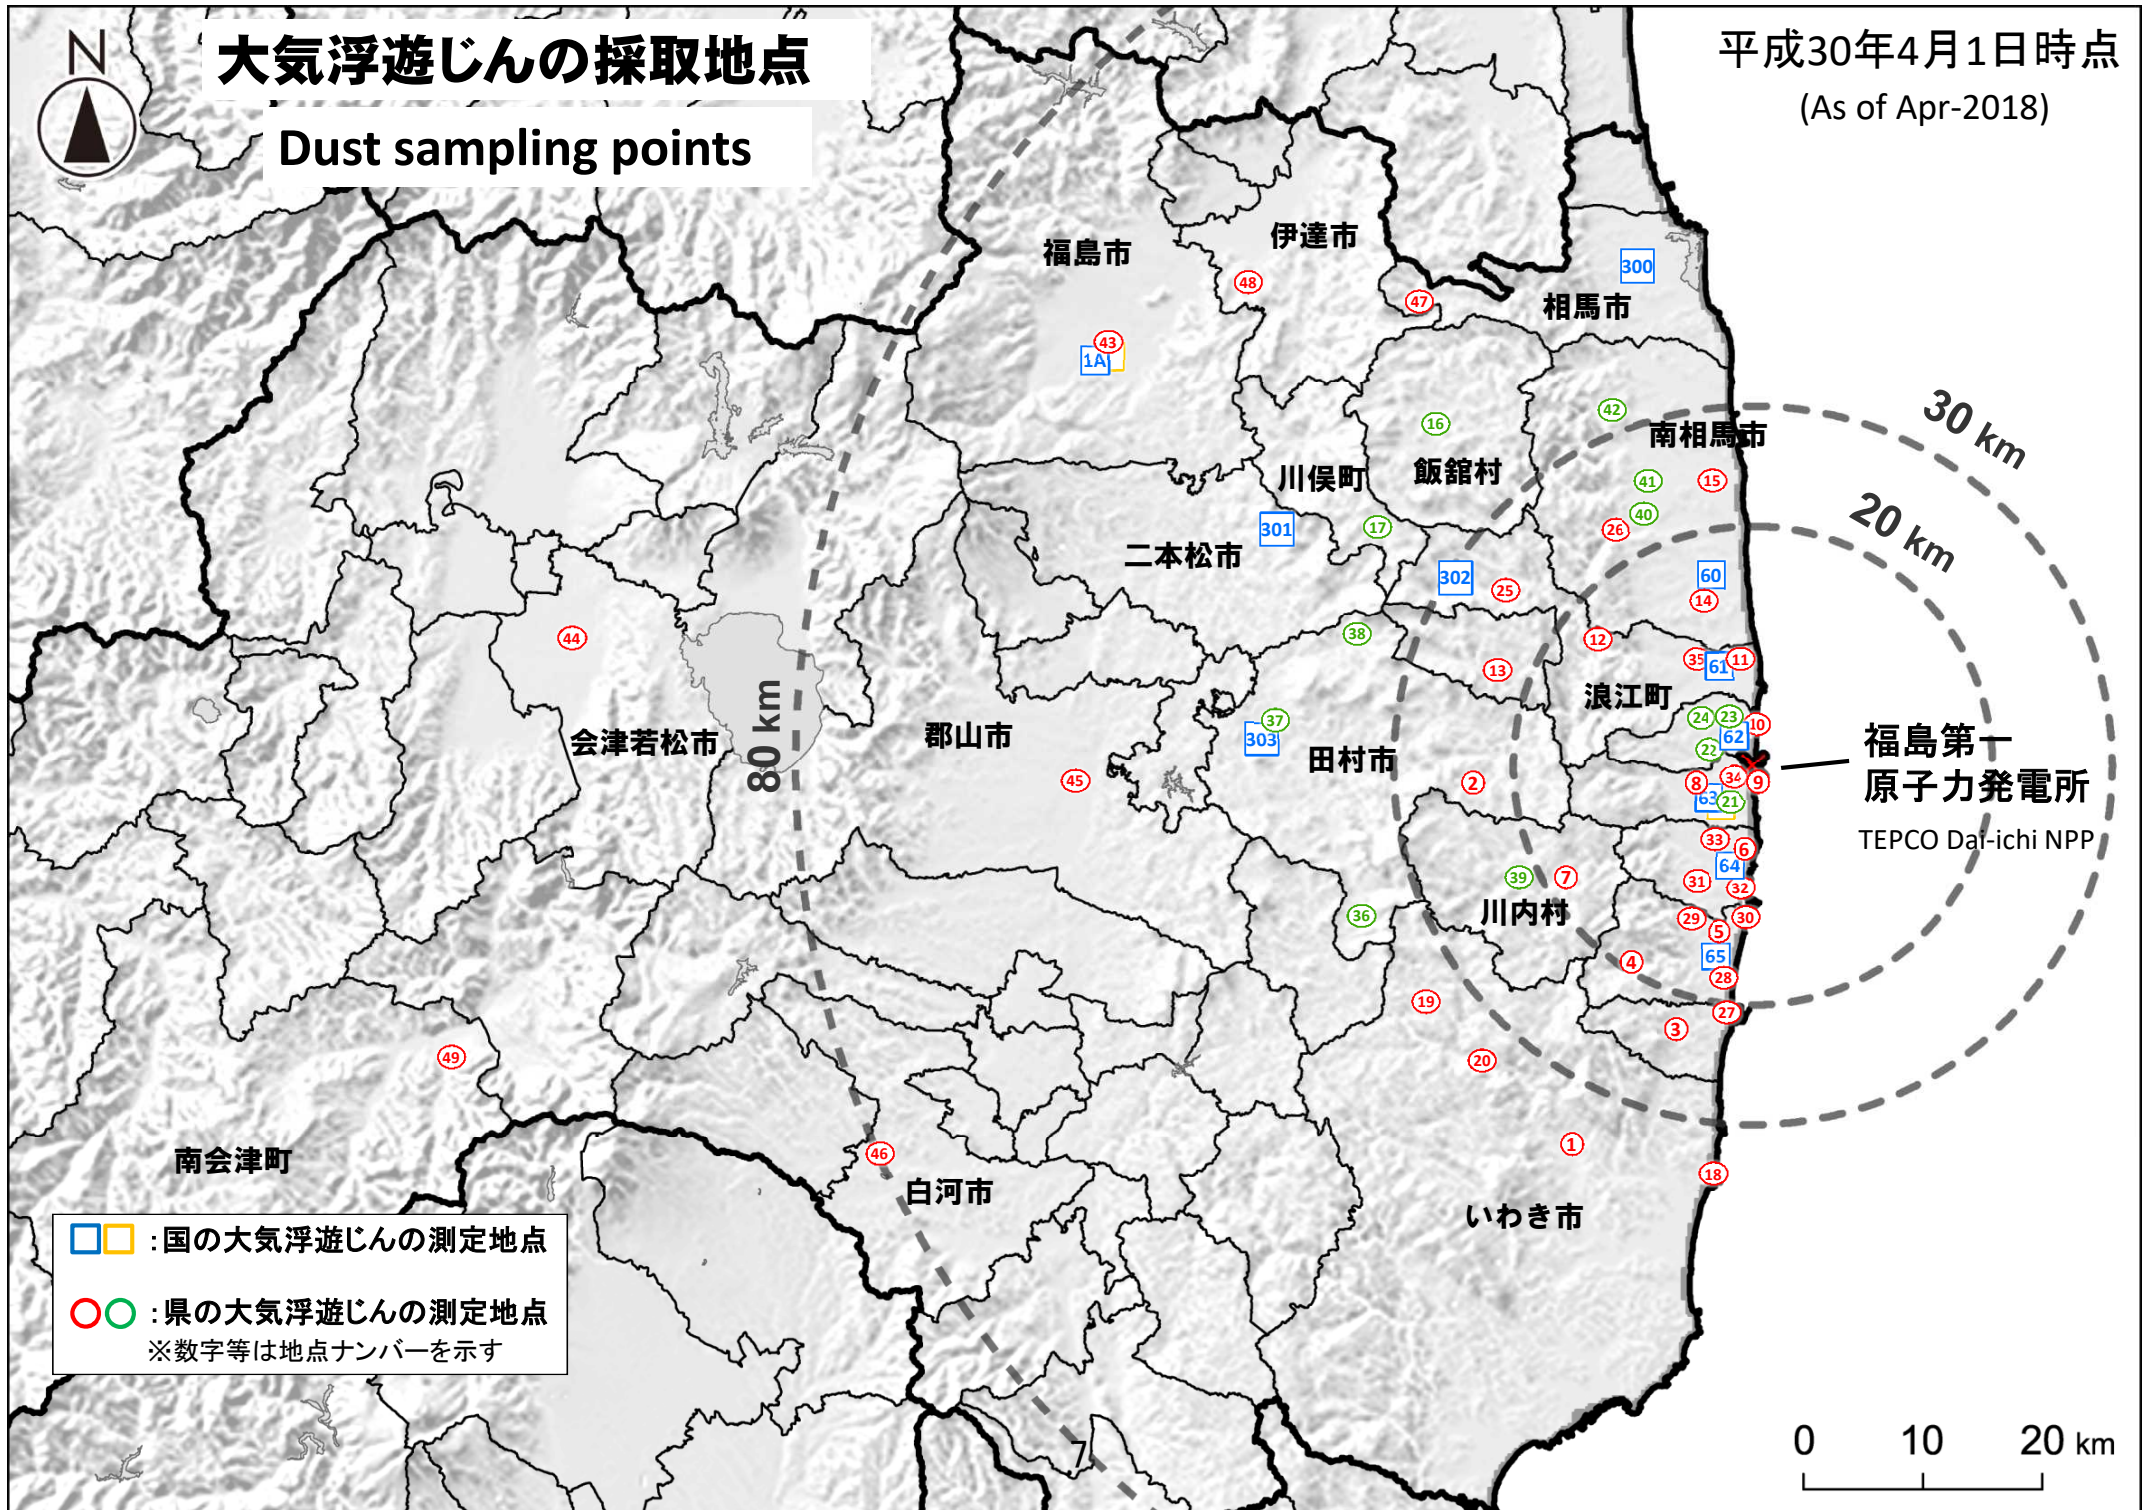 N
大気浮遊じんの採取地点
Dust sampling points
平成30年4月1日時点
(As of Apr-2018)
福島市
伊達市
300
相馬市
48
47
43
1A
30 km
42
南相馬市
16
川俣町
飯舘村
41
15
20 km
40
26
17
301
二本松市
302
25
60
14
44
38
12
13
35
61
11
浪江町
80 km
会津若松市
郡山市
37
303
田村市
24
23
10
62
22
福島第一
原子力発電所
TEPCO Dai-ichi NPP
45
2
8
34
9
63
21
33
6
64
39
7
31
32
川内村
36
29
30
5
4
65
28
19
27
3
49
20
南会津町
46
1
18
白河市
いわき市
:国の大気浮遊じんの測定地点
:県の大気浮遊じんの測定地点
※数字等は地点ナンバーを示す
7
0 10 20 km